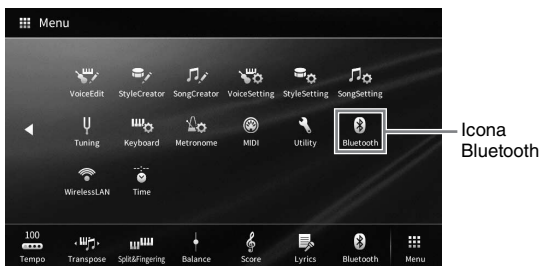 Menu
VoiceEdit StyleCreator SongCreator VoiceSetting StyleSetting SongSetting
Tuning Keyboard Metronome MIDI Utility Bluetooth
Icona
Bluetooth
--:--
WirelessLAN Time
100
Tempo Transpose Split&Fingering Balance Score Lyrics Bluetooth Menu